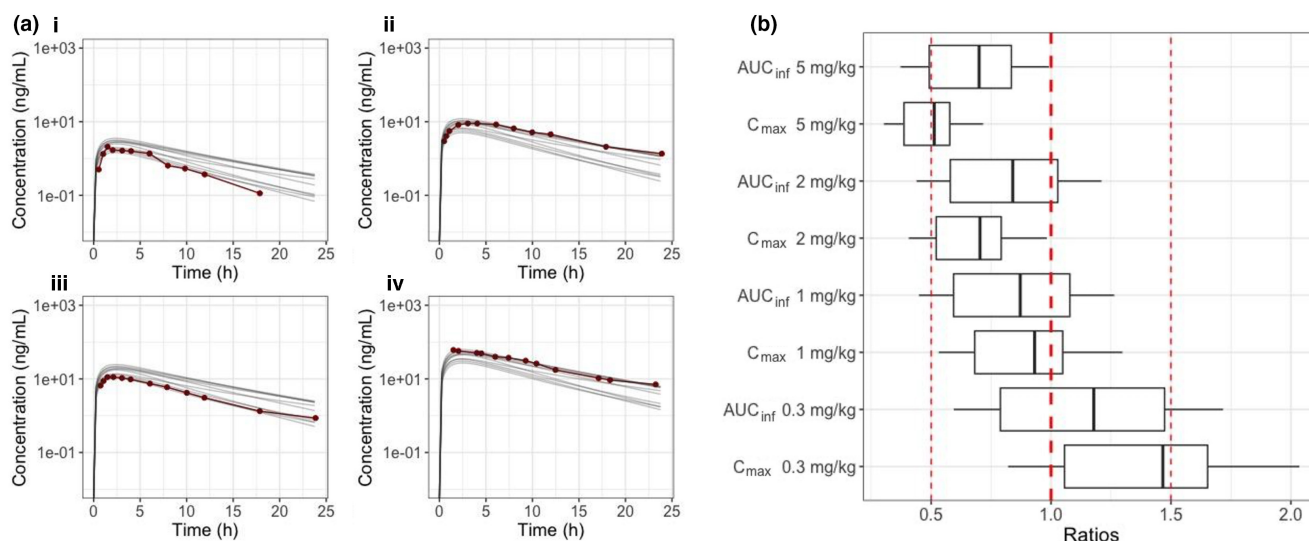 (a) i
Concentration (ng/mL)
1e+03
1e+01
1e-01
0 5 10 15 20 25
Time (h)
ii
Concentration (ng/mL)
1e+03
1e+01
1e-01
0 5 10 15 20 25
Time (h)
iii
Concentration (ng/mL)
1e+03
1e+01
1e-01
0 5 10 15 20 25
Time (h)
iv
Concentration (ng/mL)
1e+03
1e+01
1e-01
0 5 10 15 20 25
Time (h)
(b)
AUCinf 5 mg/kg
Cmax 5 mg/kg
AUCinf 2 mg/kg
Cmax 2 mg/kg
AUCinf 1 mg/kg
Cmax 1 mg/kg
AUCinf 0.3 mg/kg
Cmax 0.3 mg/kg
0.5 1.0 1.5 2.0
Ratios